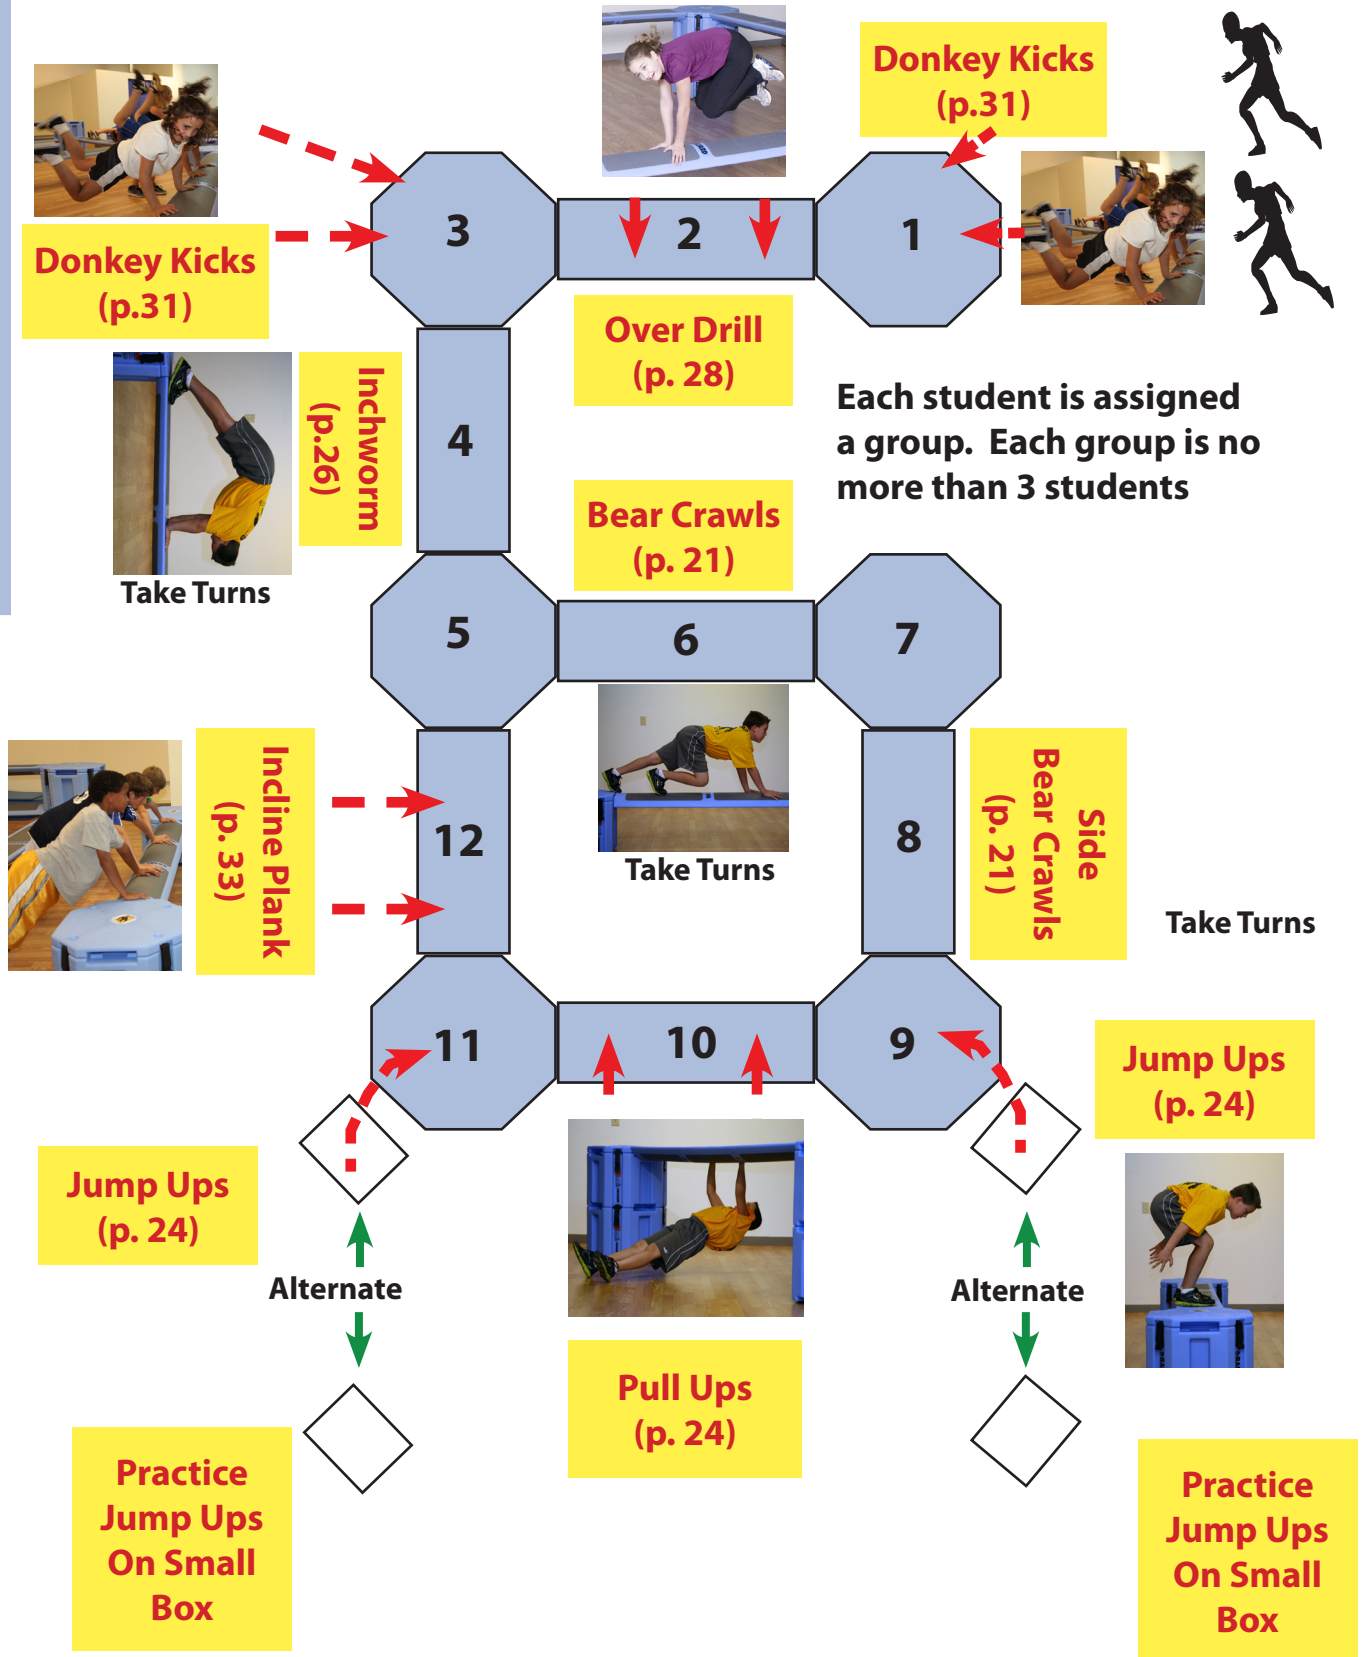 Donkey Kicks
(p.31)
3
2
1
Donkey Kicks
(p.31)
Over Drill
(p. 28)
Inchworm
(p.26)
4
Each student is assigned
a group.  Each group is no
more than 3 students
Bear Crawls
(p. 21)
Take Turns
5
6
7
Incline Plank
(p. 33)
12
Take Turns
8
Side
Bear Crawls
(p. 21)
Take Turns
11
10
9
Jump Ups
(p. 24)
Jump Ups
(p. 24)
Alternate
Alternate
Pull Ups
(p. 24)
Practice
Jump Ups
On Small
Box
Practice
Jump Ups
On Small
Box